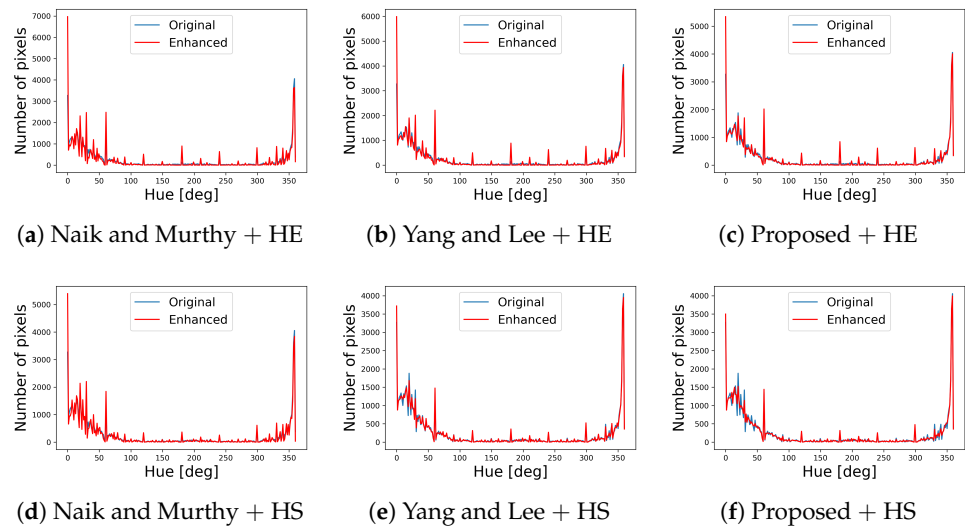 7000
6000
5000
4000
3000
2000
1000
0
Number of pixels
Original
Enhanced
0 50 100 150 200 250 300 350
Hue [deg]
(a) Naik and Murthy + HE
6000
5000
4000
3000
2000
1000
0
Number of pixels
Original
Enhanced
0 50 100 150 200 250 300 350
Hue [deg]
(b) Yang and Lee + HE
5000
4000
3000
2000
1000
0
Number of pixels
Original
Enhanced
0 50 100 150 200 250 300 350
Hue [deg]
(c) Proposed + HE
5000
4000
3000
2000
1000
0
Number of pixels
Original
Enhanced
0 50 100 150 200 250 300 350
Hue [deg]
(d) Naik and Murthy + HS
4000
3500
3000
2500
2000
1500
1000
500
0
Number of pixels
Original
Enhanced
0 50 100 150 200 250 300 350
Hue [deg]
(e) Yang and Lee + HS
4000
3500
3000
2500
2000
1500
1000
500
0
Number of pixels
Original
Enhanced
0 50 100 150 200 250 300 350
Hue [deg]
(f) Proposed + HS